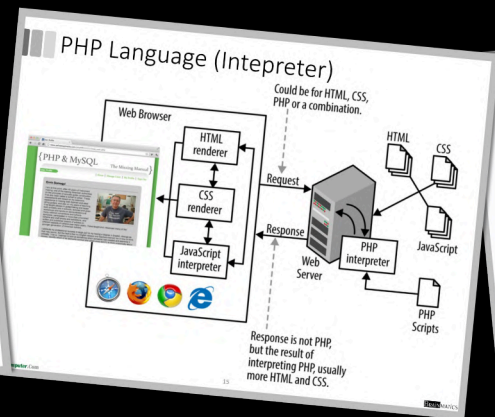 PHP Language (Intepreter)
Could be for HTML, CSS,
PHP or a combination.
Web Browser
HTML
renderer
CSS
renderer
JavaScript
interpreter
{PHP & MySQL
The Missing Manual}
Request
Response
Web
Server
PHP
interpreter
HTML
CSS
JavaScript
PHP
Scripts
Response is not PHP,
but the result of
interpreting PHP, usually
more HTML and CSS.
15